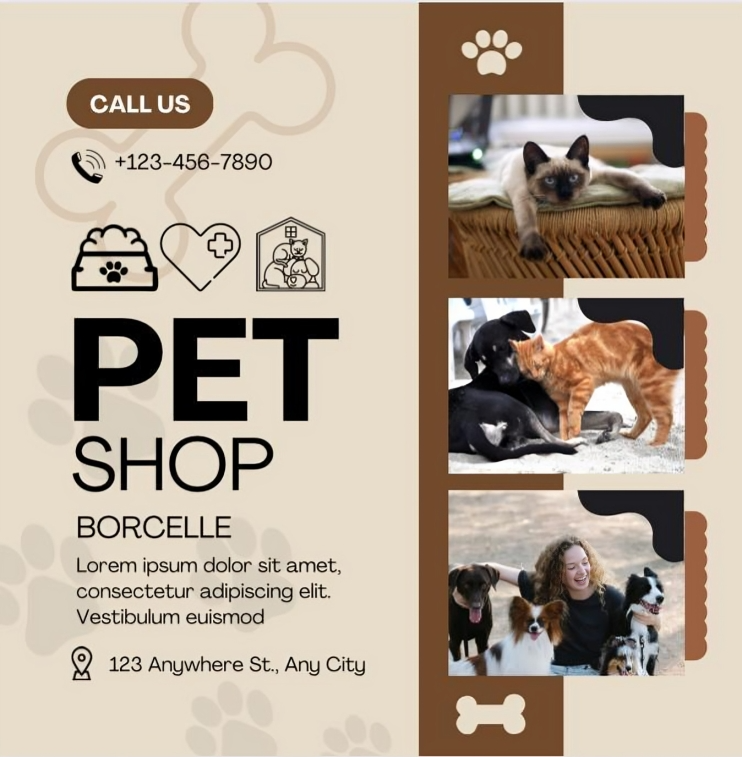 CALL US
+123-456-7890
PET
SHOP
BORCELLE
Lorem ipsum dolor sit amet,
consectetur adipiscing elit.
Vestibulum euismod
123 Anywhere St., Any City